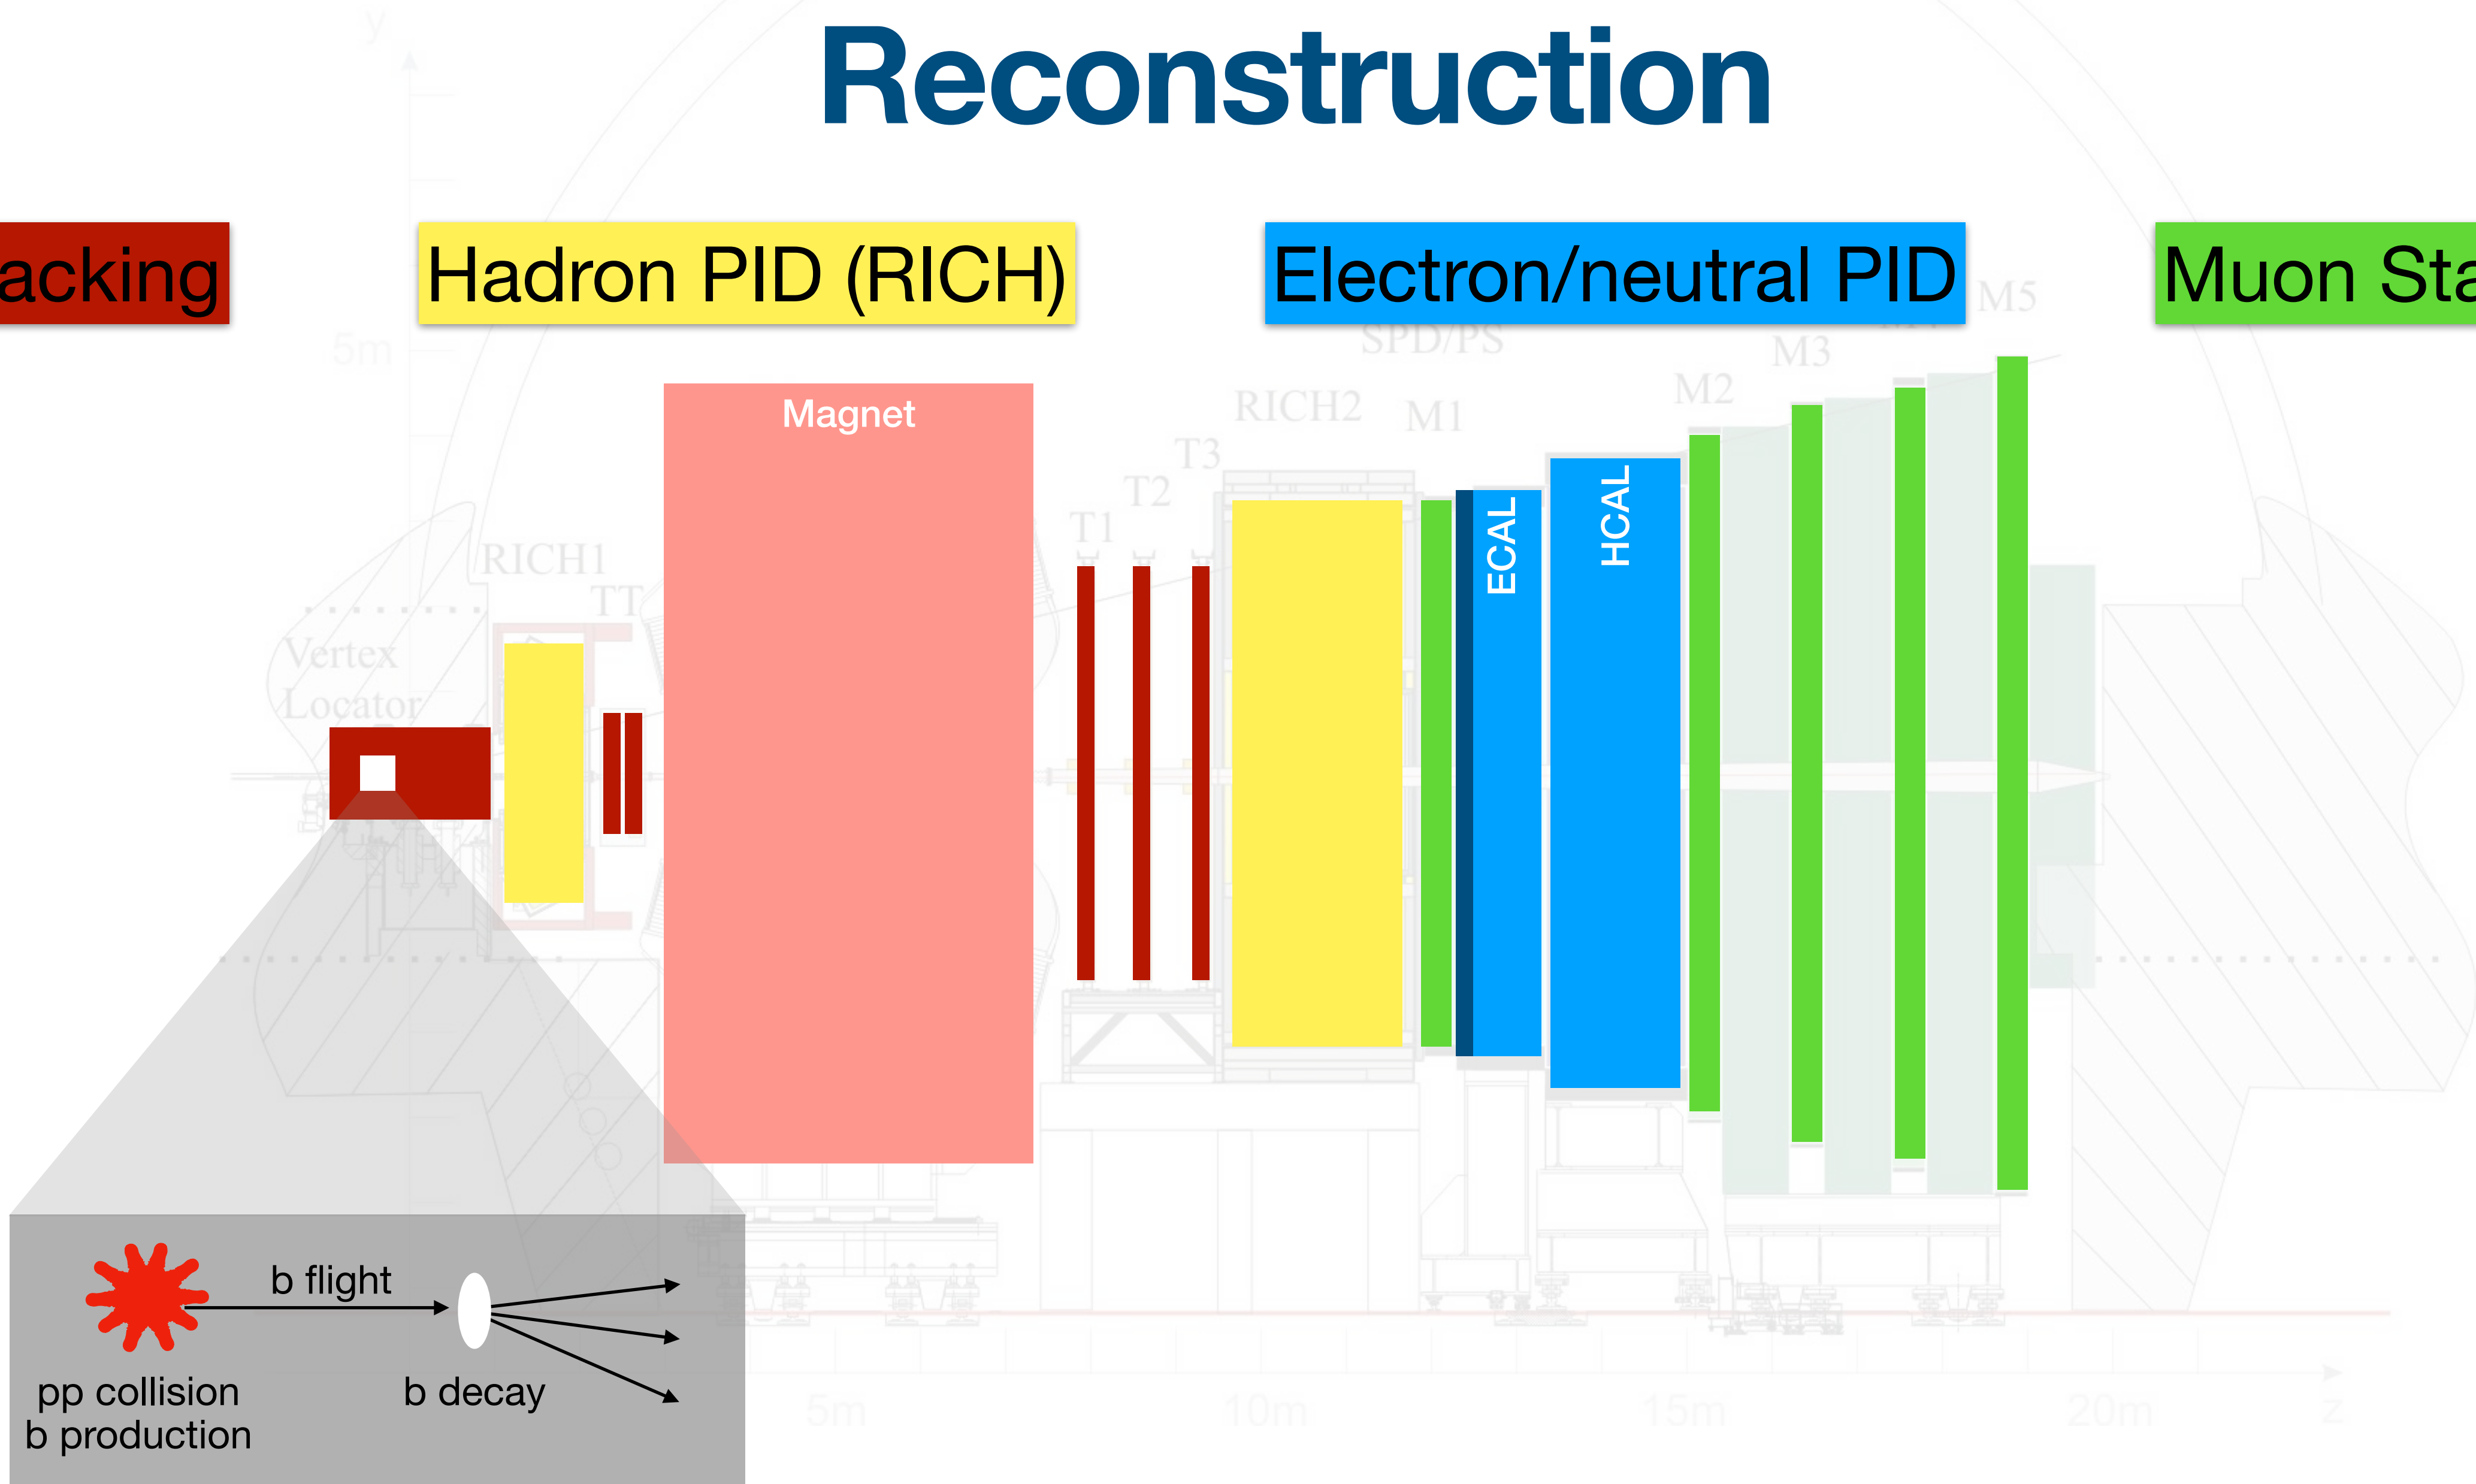 Reconstruction
acking
Hadron PID (RICH)
Electron/neutral PID
Muon Sta
y
5m
M5
SPD/PS
M3
M2
RICH2
M1
Magnet
T3
T2
T1
ECAL
HCAL
RICH1
TT
Vertex
Locator
b flight
pp collision
b production
b decay
5m
10m
15m
20m
z